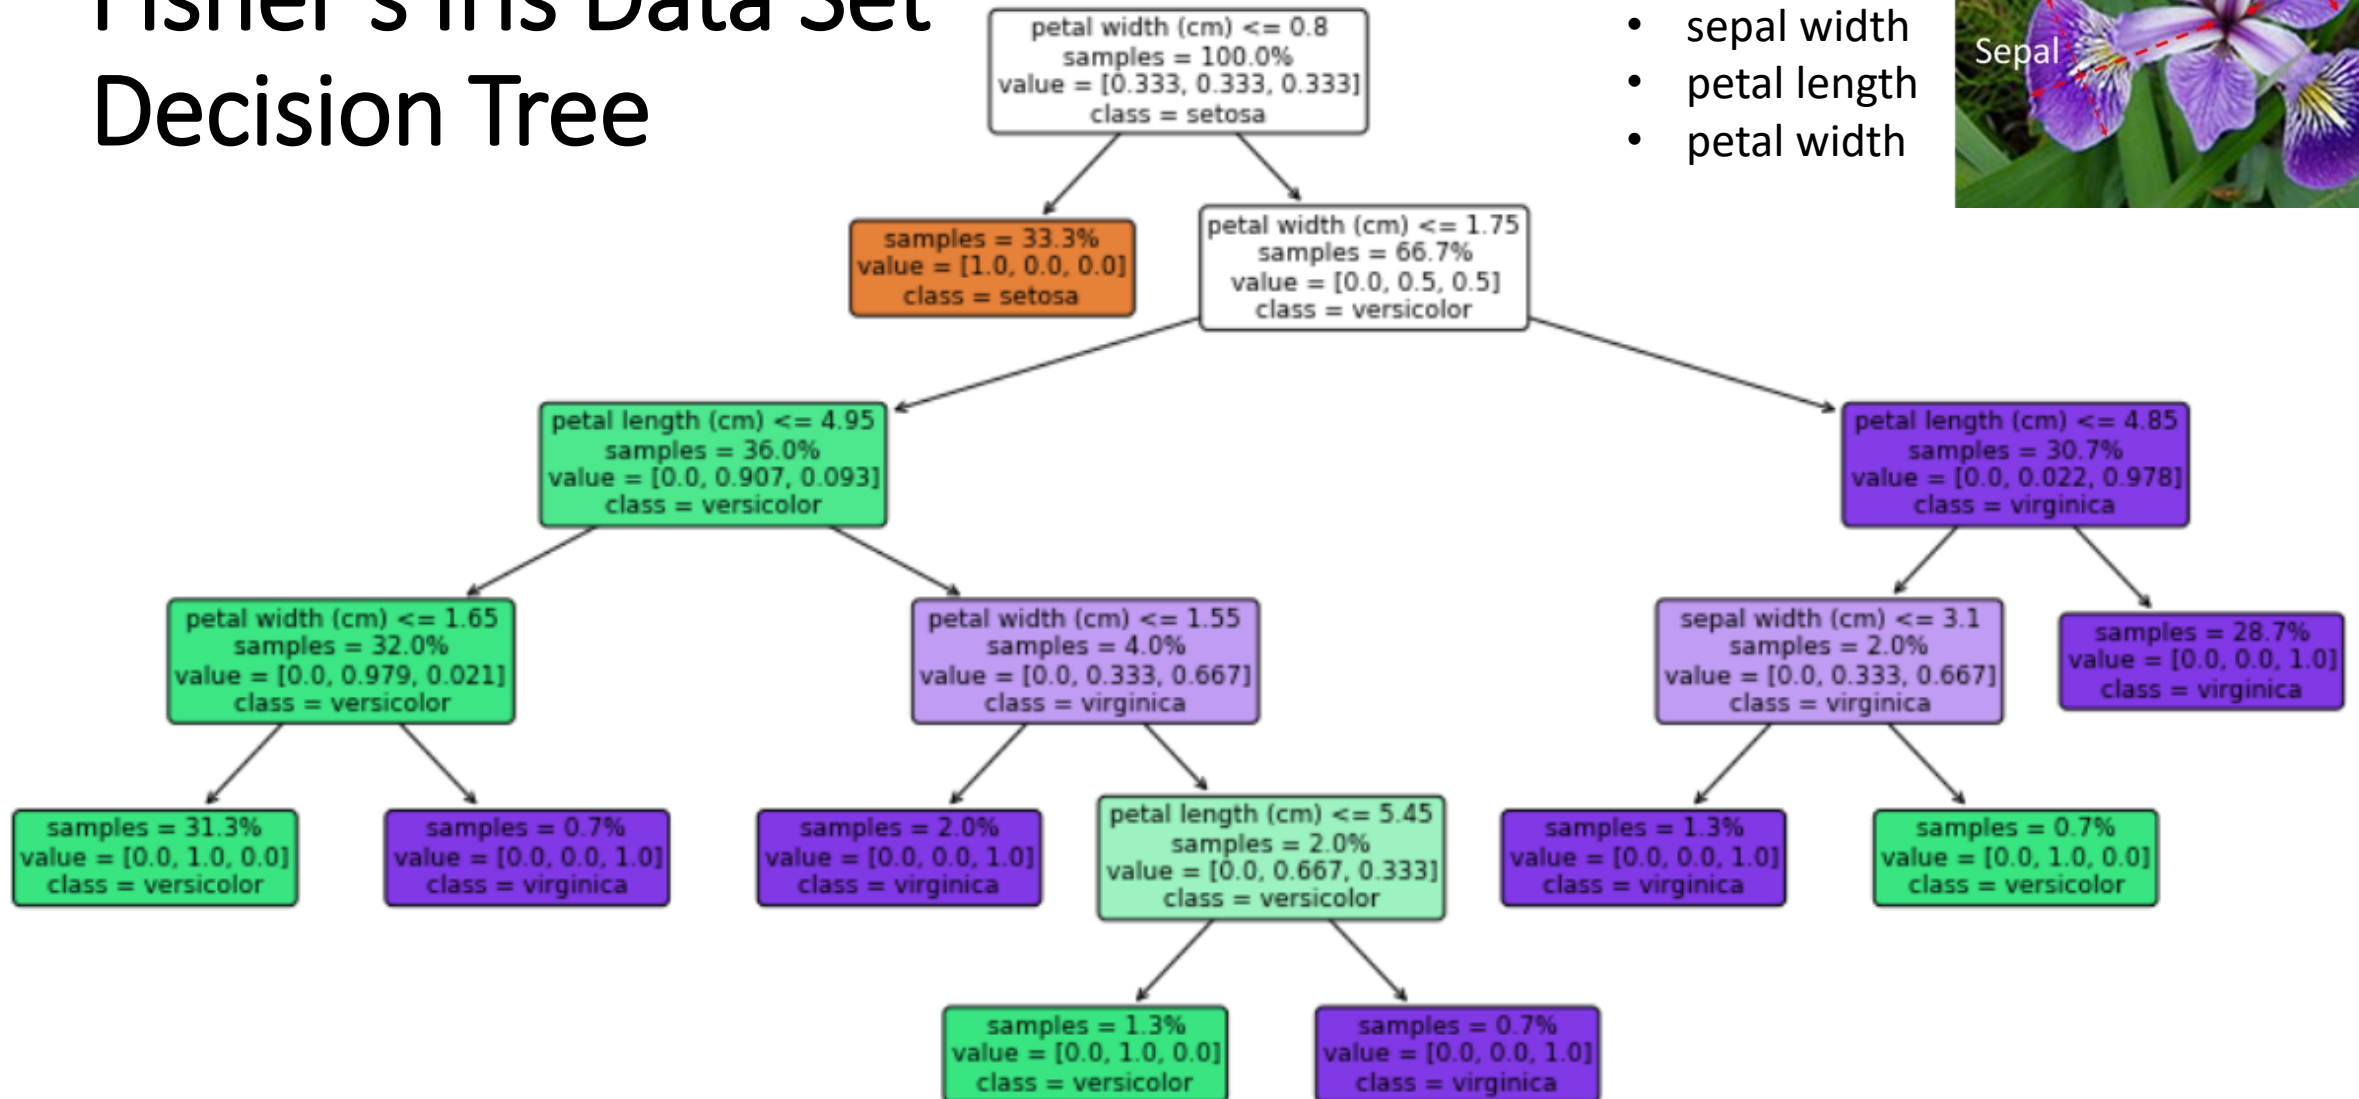 Fisher's Iris Data Set
Decision Tree
• sepal width
• petal length
• petal width
Sepal
petal width (cm) <= 0.8
samples = 100.0%
value = [0.333, 0.333, 0.333]
class = setosa
samples = 33.3%
value = [1.0, 0.0, 0.0]
class = setosa
petal width (cm) <= 1.75
samples = 66.7%
value = [0.0, 0.5, 0.5]
class = versicolor
petal length (cm) <= 4.95
samples = 36.0%
value = [0.0, 0.907, 0.093]
class = versicolor
petal length (cm) <= 4.85
samples = 30.7%
value = [0.0, 0.022, 0.978]
class = virginica
petal width (cm) <= 1.65
samples = 32.0%
value = [0.0, 0.979, 0.021]
class = versicolor
petal width (cm) <= 1.55
samples = 4.0%
value = [0.0, 0.333, 0.667]
class = virginica
sepal width (cm) <= 3.1
samples = 2.0%
value = [0.0, 0.333, 0.667]
class = virginica
samples = 28.7%
value = [0.0, 0.0, 1.0]
class = virginica
samples = 31.3%
value = [0.0, 1.0, 0.0]
class = versicolor
samples = 0.7%
value = [0.0, 0.0, 1.0]
class = virginica
samples = 2.0%
value = [0.0, 0.0, 1.0]
class = virginica
petal length (cm) <= 5.45
samples = 2.0%
value = [0.0, 0.667, 0.333]
class = versicolor
samples = 1.3%
value = [0.0, 0.0, 1.0]
class = virginica
samples = 0.7%
value = [0.0, 1.0, 0.0]
class = versicolor
samples = 1.3%
value = [0.0, 1.0, 0.0]
class = versicolor
samples = 0.7%
value = [0.0, 0.0, 1.0]
class = virginica